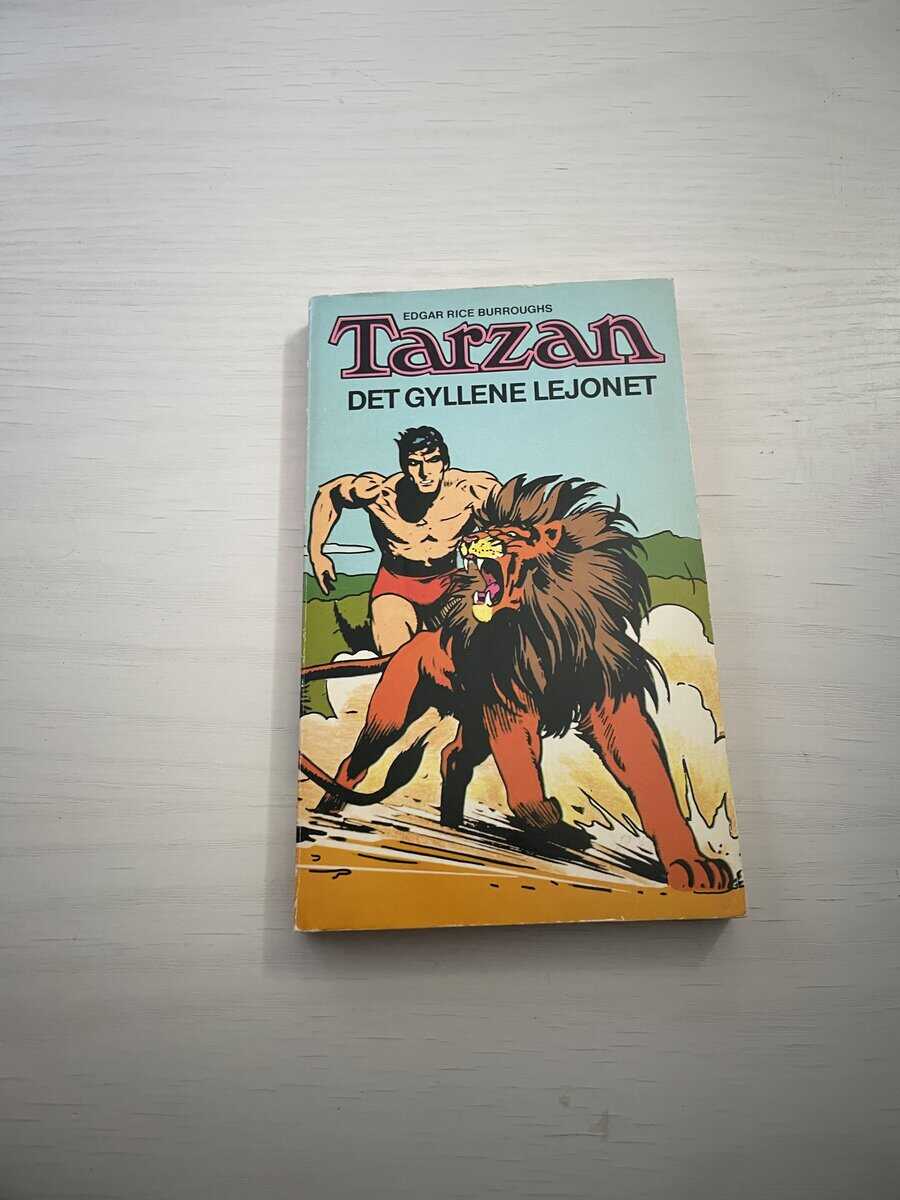 EDGAR RICE BURROUGHS
Tarzan
DET GYLLENE LEJONET